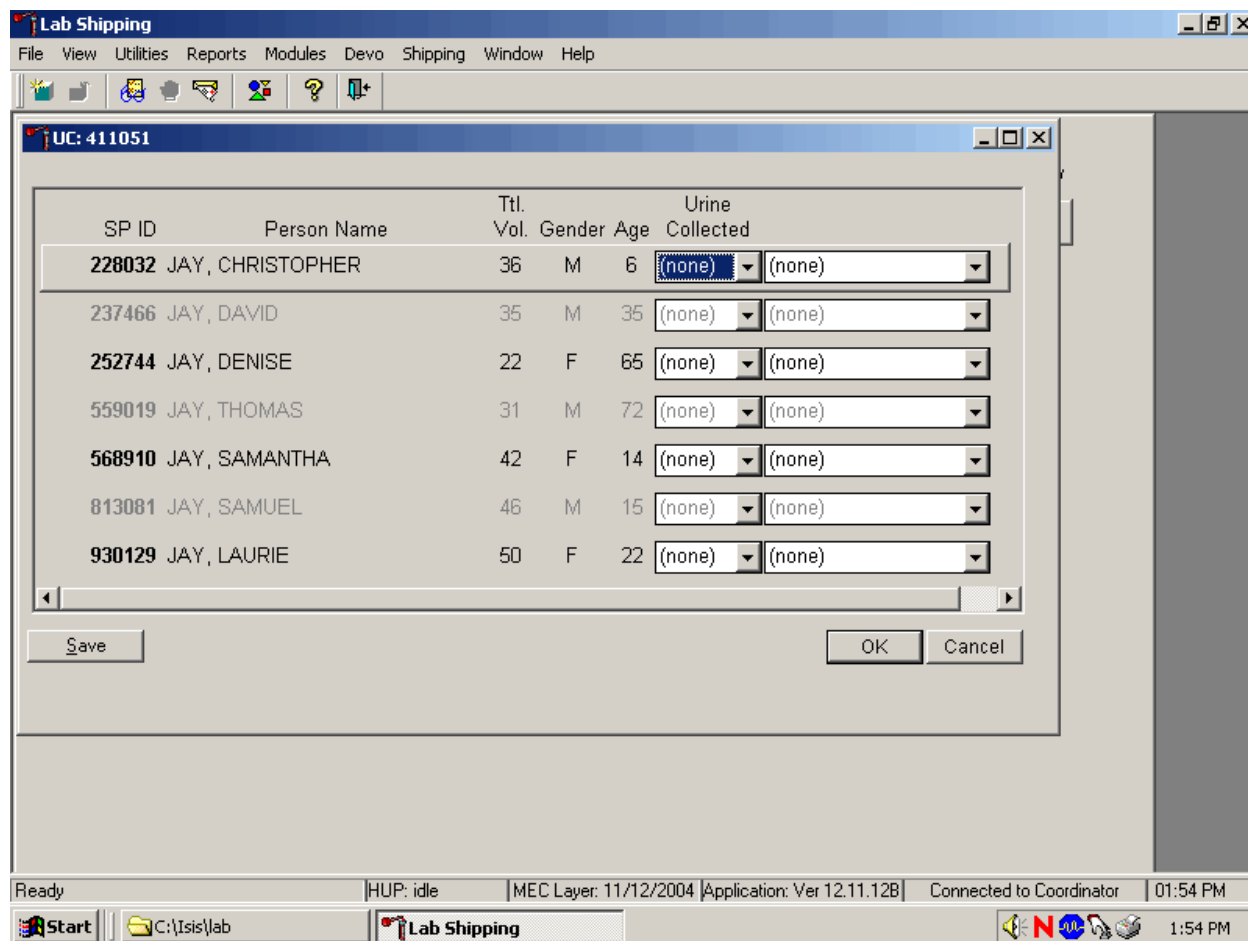 Lab Shipping
File View Utilities Reports Modules Devo Shipping Window Help
UC: 411051
Ttl. Urine
SP ID Person Name Vol. Gender Age Collected
228032 JAY, CHRISTOPHER 36 M 6 (none) (none)
237466 JAY, DAVID 35 M 35 (none) (none)
252744 JAY, DENISE 22 F 65 (none) (none)
559019 JAY, THOMAS 31 M 72 (none) (none)
568910 JAY, SAMANTHA 42 F 14 (none) (none)
813081 JAY, SAMUEL 46 M 15 (none) (none)
930129 JAY, LAURIE 50 F 22 (none) (none)
Save OK Cancel
Ready HUP: idle MEC Layer: 11/12/2004 Application: Ver 12.11.12B Connected to Coordinator 01:54 PM
Start C:\Isis\lab Lab Shipping N 1:54 PM